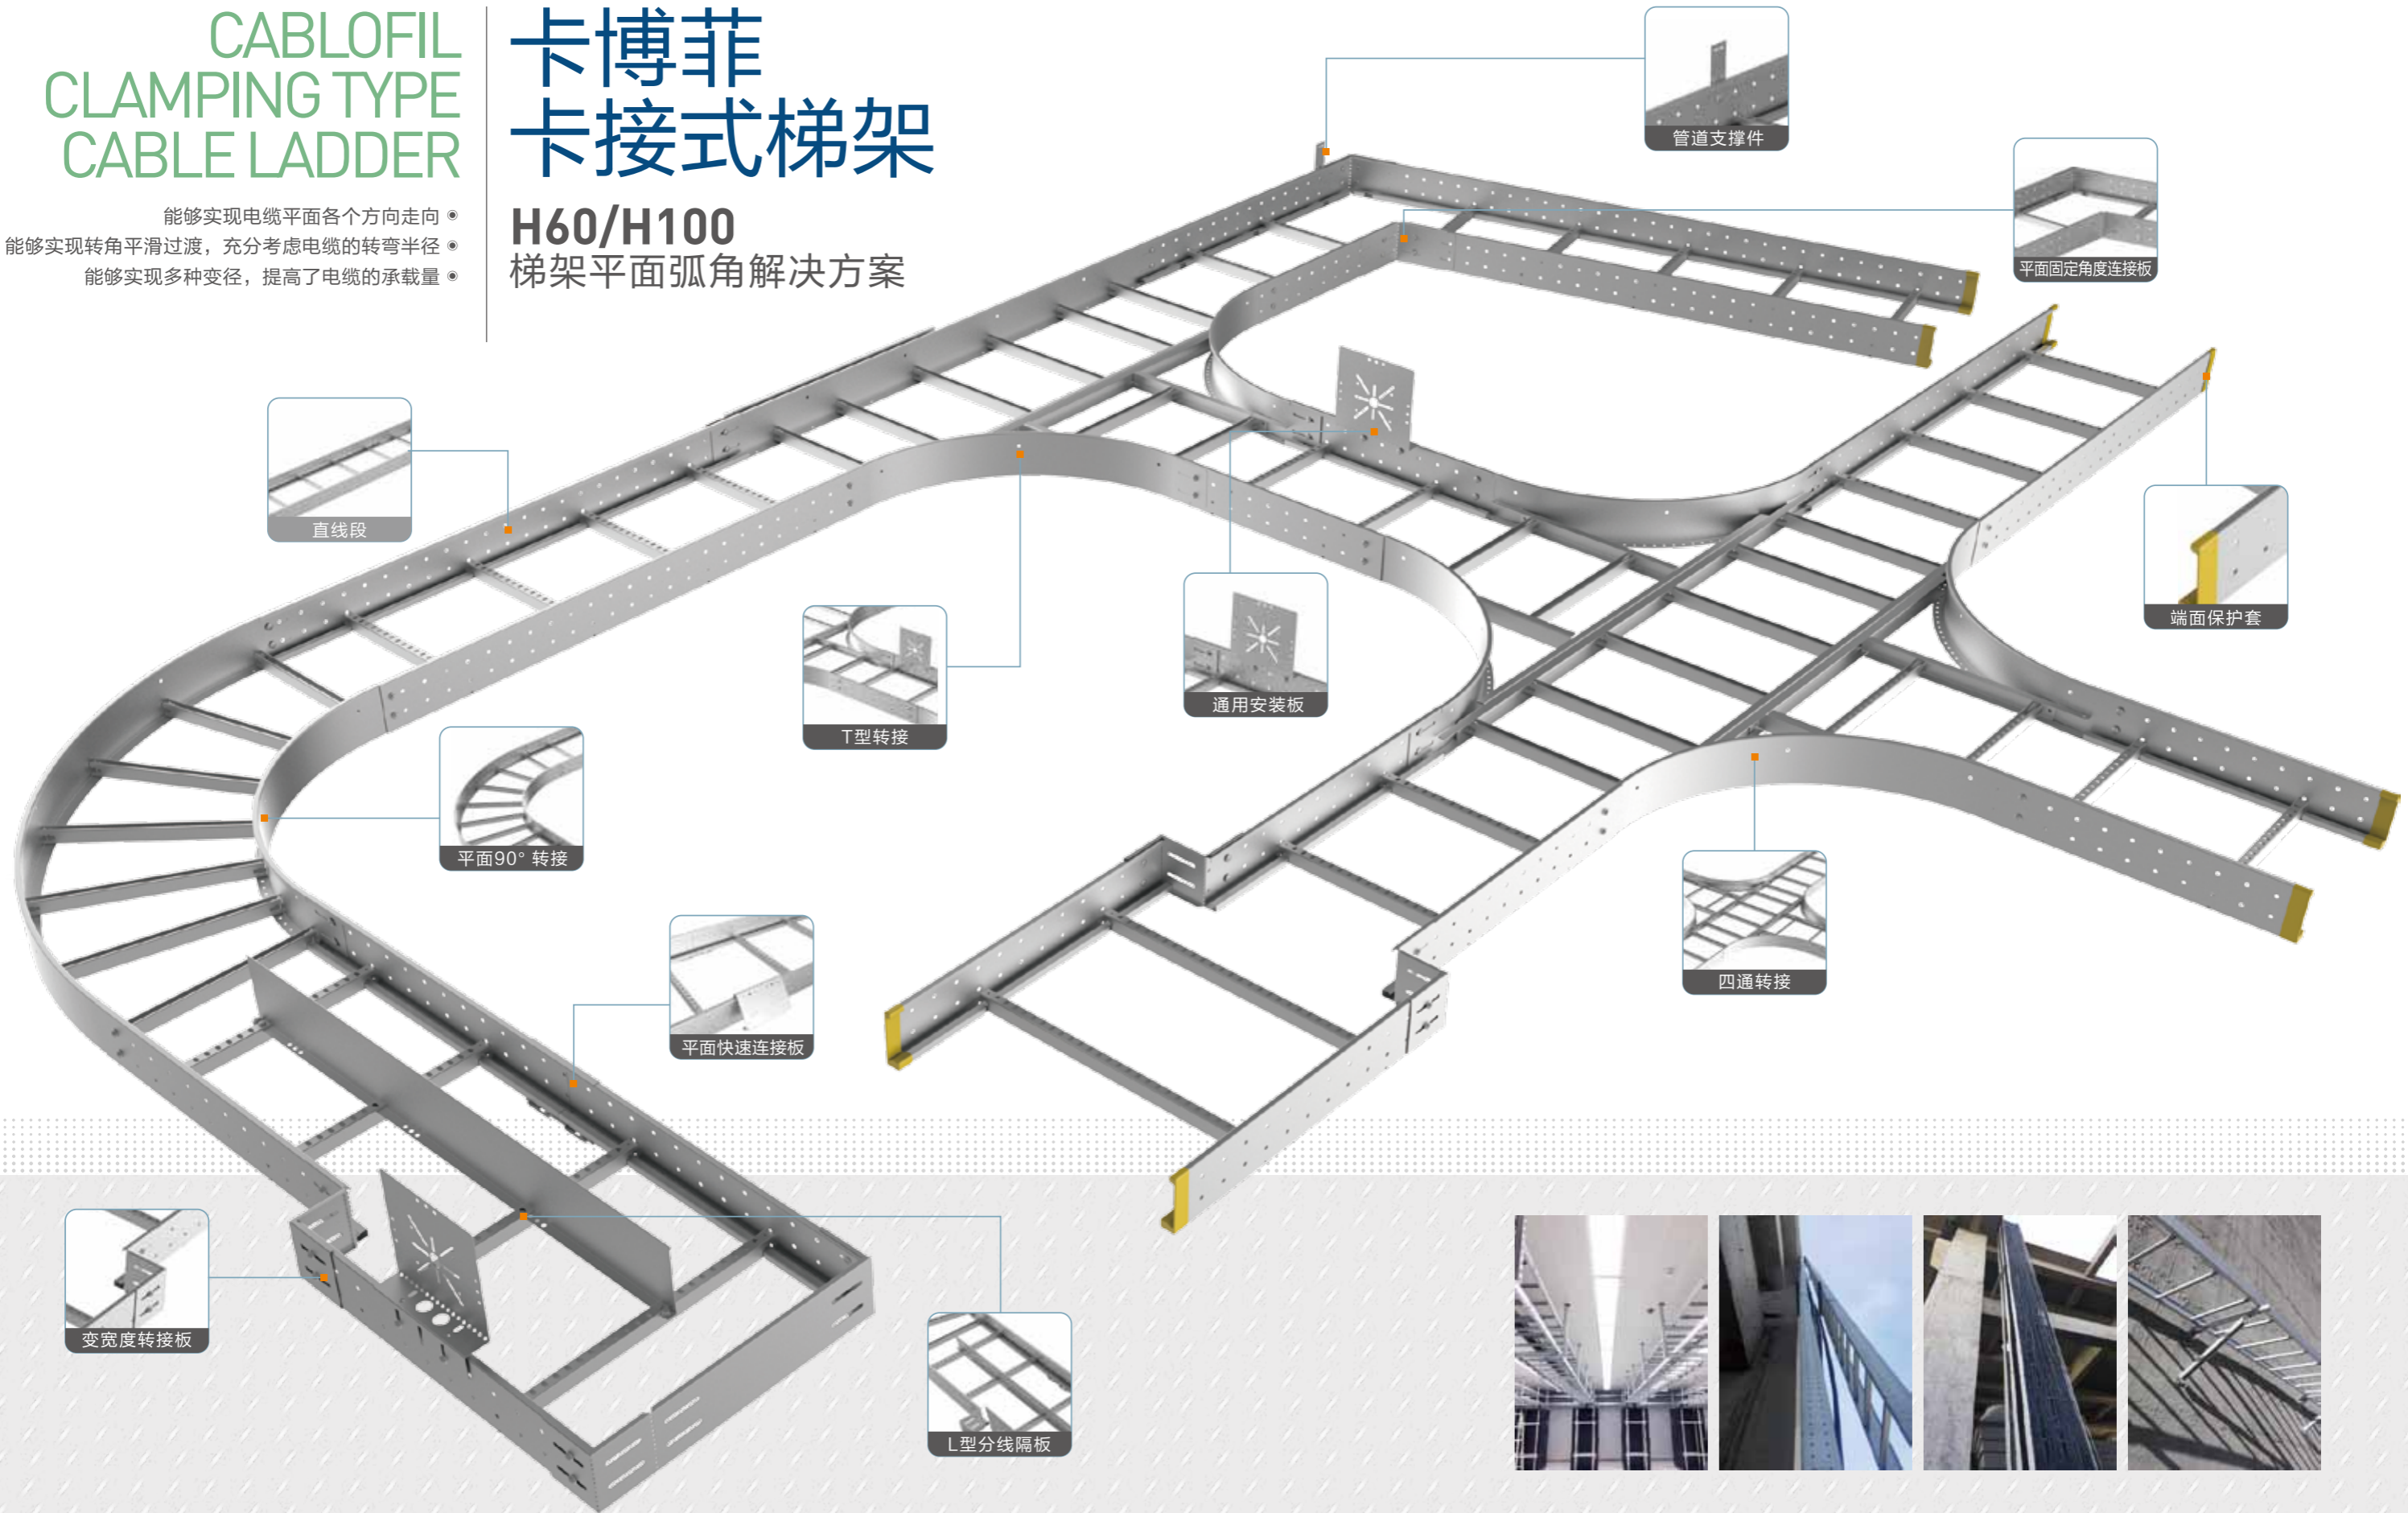 CABLOFIL
CLAMPING TYPE
CABLE LADDER
能够实现电缆平面各个方向走向
能够实现转角平滑过渡，充分考虑电缆的转弯半径
能够实现多种变径，提高了电缆的承载量
卡博菲
卡接式梯架
H60/H100
梯架平面弧角解决方案
管道支撑件
平面固定角度连接板
直线段
端面保护套
T型转接
通用安装板
平面90° 转接
四通转接
平面快速连接板
变宽度转接板
L型分线隔板